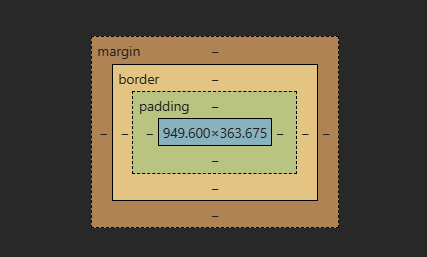 margin –
border –
padding –
– – – 949.600×363.675 – – –
–
–
–